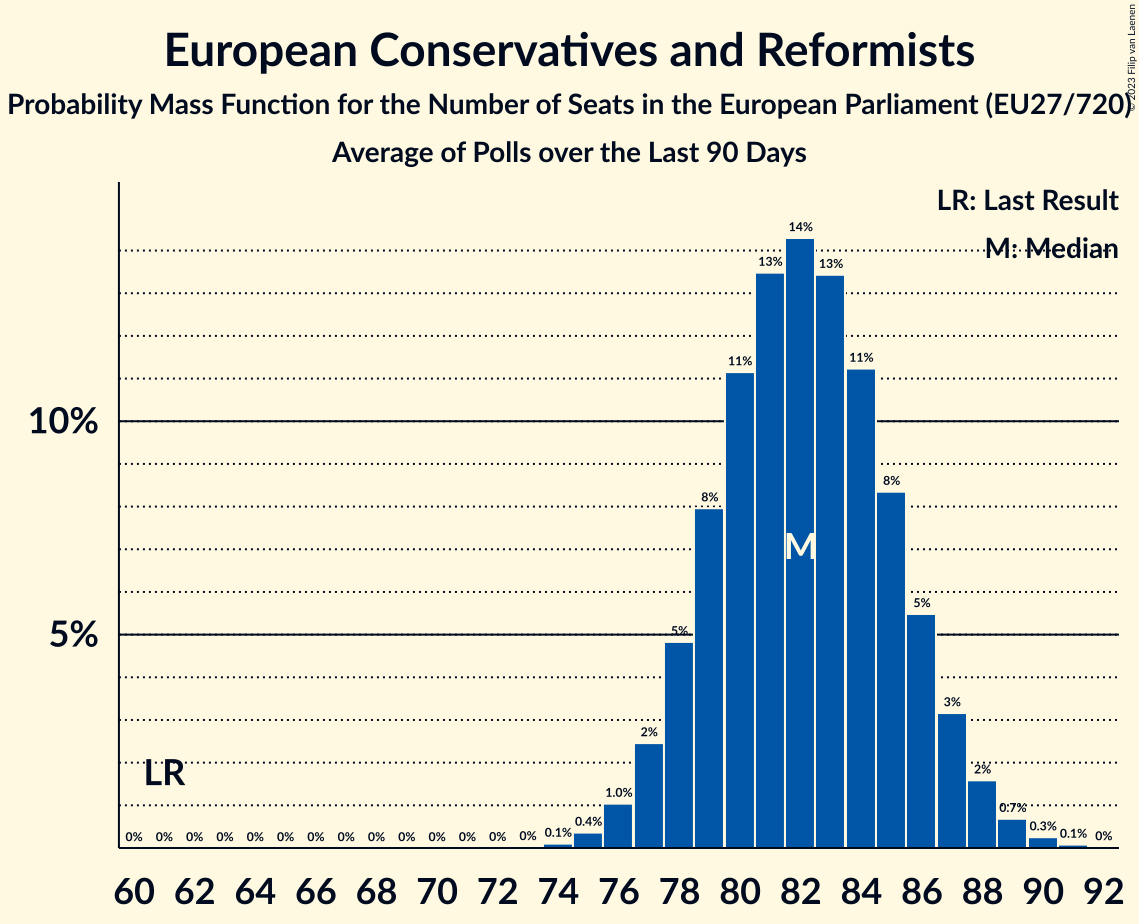 European Conservatives and Reformists
Probability Mass Function for the Number of Seats in the European Parliament (EU27/720)
Average of Polls over the Last 90 Days
© 2023 Filip van Laenen
LR: Last Result
M: Median
14%
13%
13%
11%
11%
10%
8%
8%
M
5%
5%
5%
3%
2%
LR
2%
1.0%
0.7%
0.4%
0.3%
0% 0% 0% 0% 0% 0% 0% 0% 0% 0% 0% 0% 0% 0% 0.1% 0.1% 0%
60 62 64 66 68 70 72 74 76 78 80 82 84 86 88 90 92